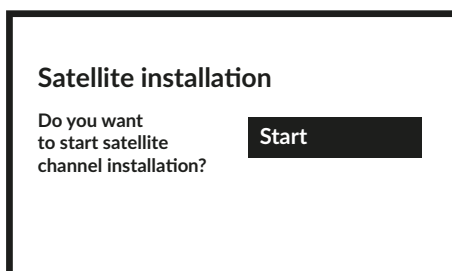 Satellite installation
Do you want
to start satellite
channel installation?
Start